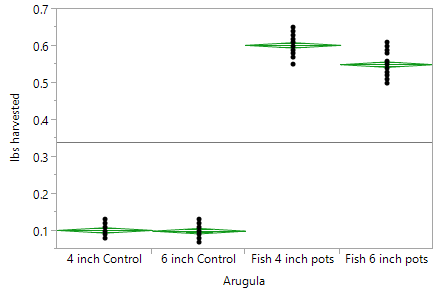 0.7
0.6
0.5
0.4
0.3
0.2
0.1
lbs harvested
4 inch Control
6 inch Control
Fish 4 inch pots
Fish 6 inch pots
Arugula